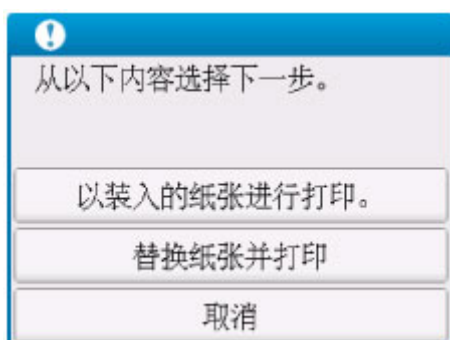 从以下内容选择下一步。
以装入的纸张进行打印。
替换纸张并打印
取消